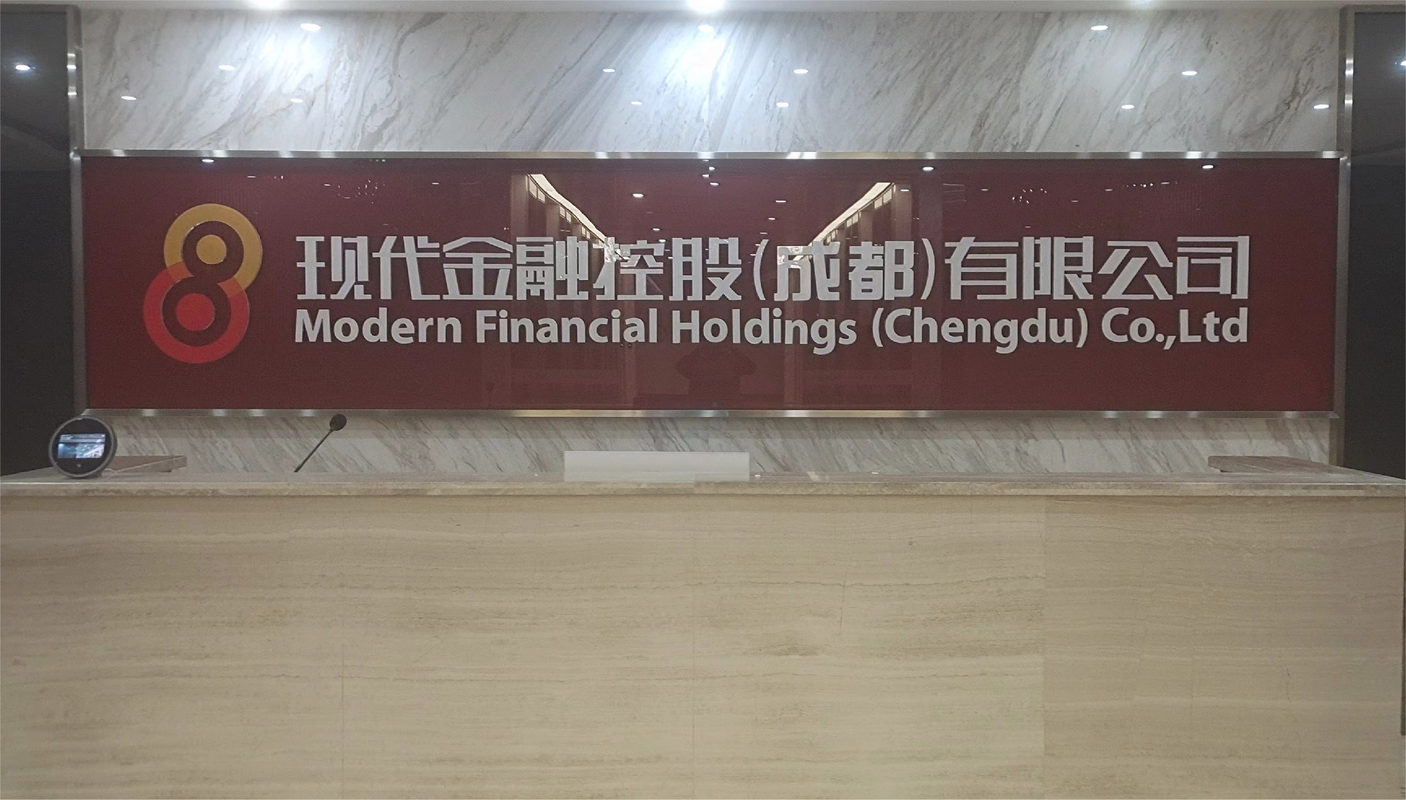 现代金融控股(成都)有限公司
Modern Financial Holdings (Chengdu) Co.,Ltd